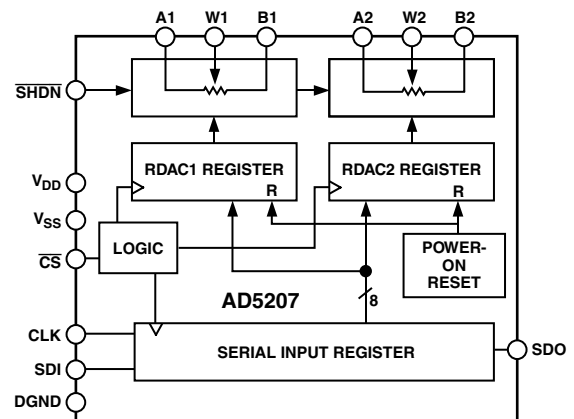 A1 W1 B1 A2 W2 B2
SHDN
RDAC1 REGISTER
R
RDAC2 REGISTER
R
VDD
VSS
LOGIC
POWER-
ON
RESET
CS
8
AD5207
CLK
SERIAL INPUT REGISTER
SDO
SDI
DGND